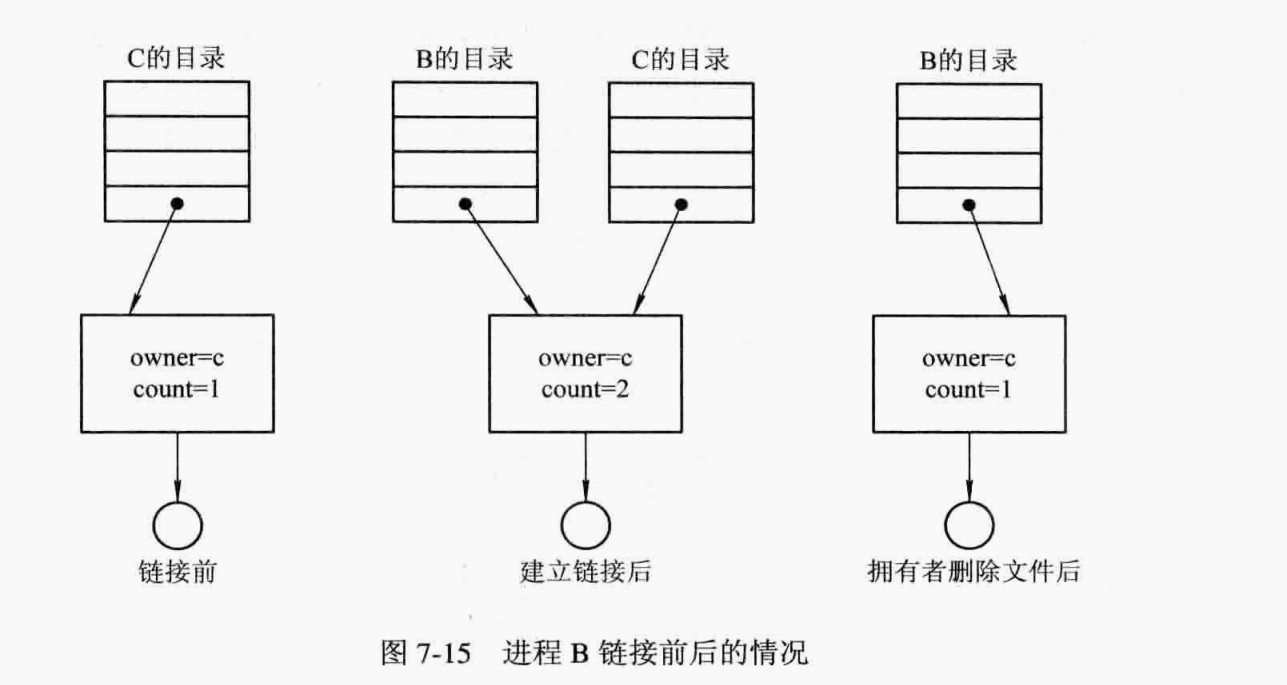 C的目录
B的目录
C的目录
B的目录
owner=c
count=1
owner=c
count=2
owner=c
count=1
链接前
建立链接后
拥有者删除文件后
图 7-15 进程 B 链接前后的情况